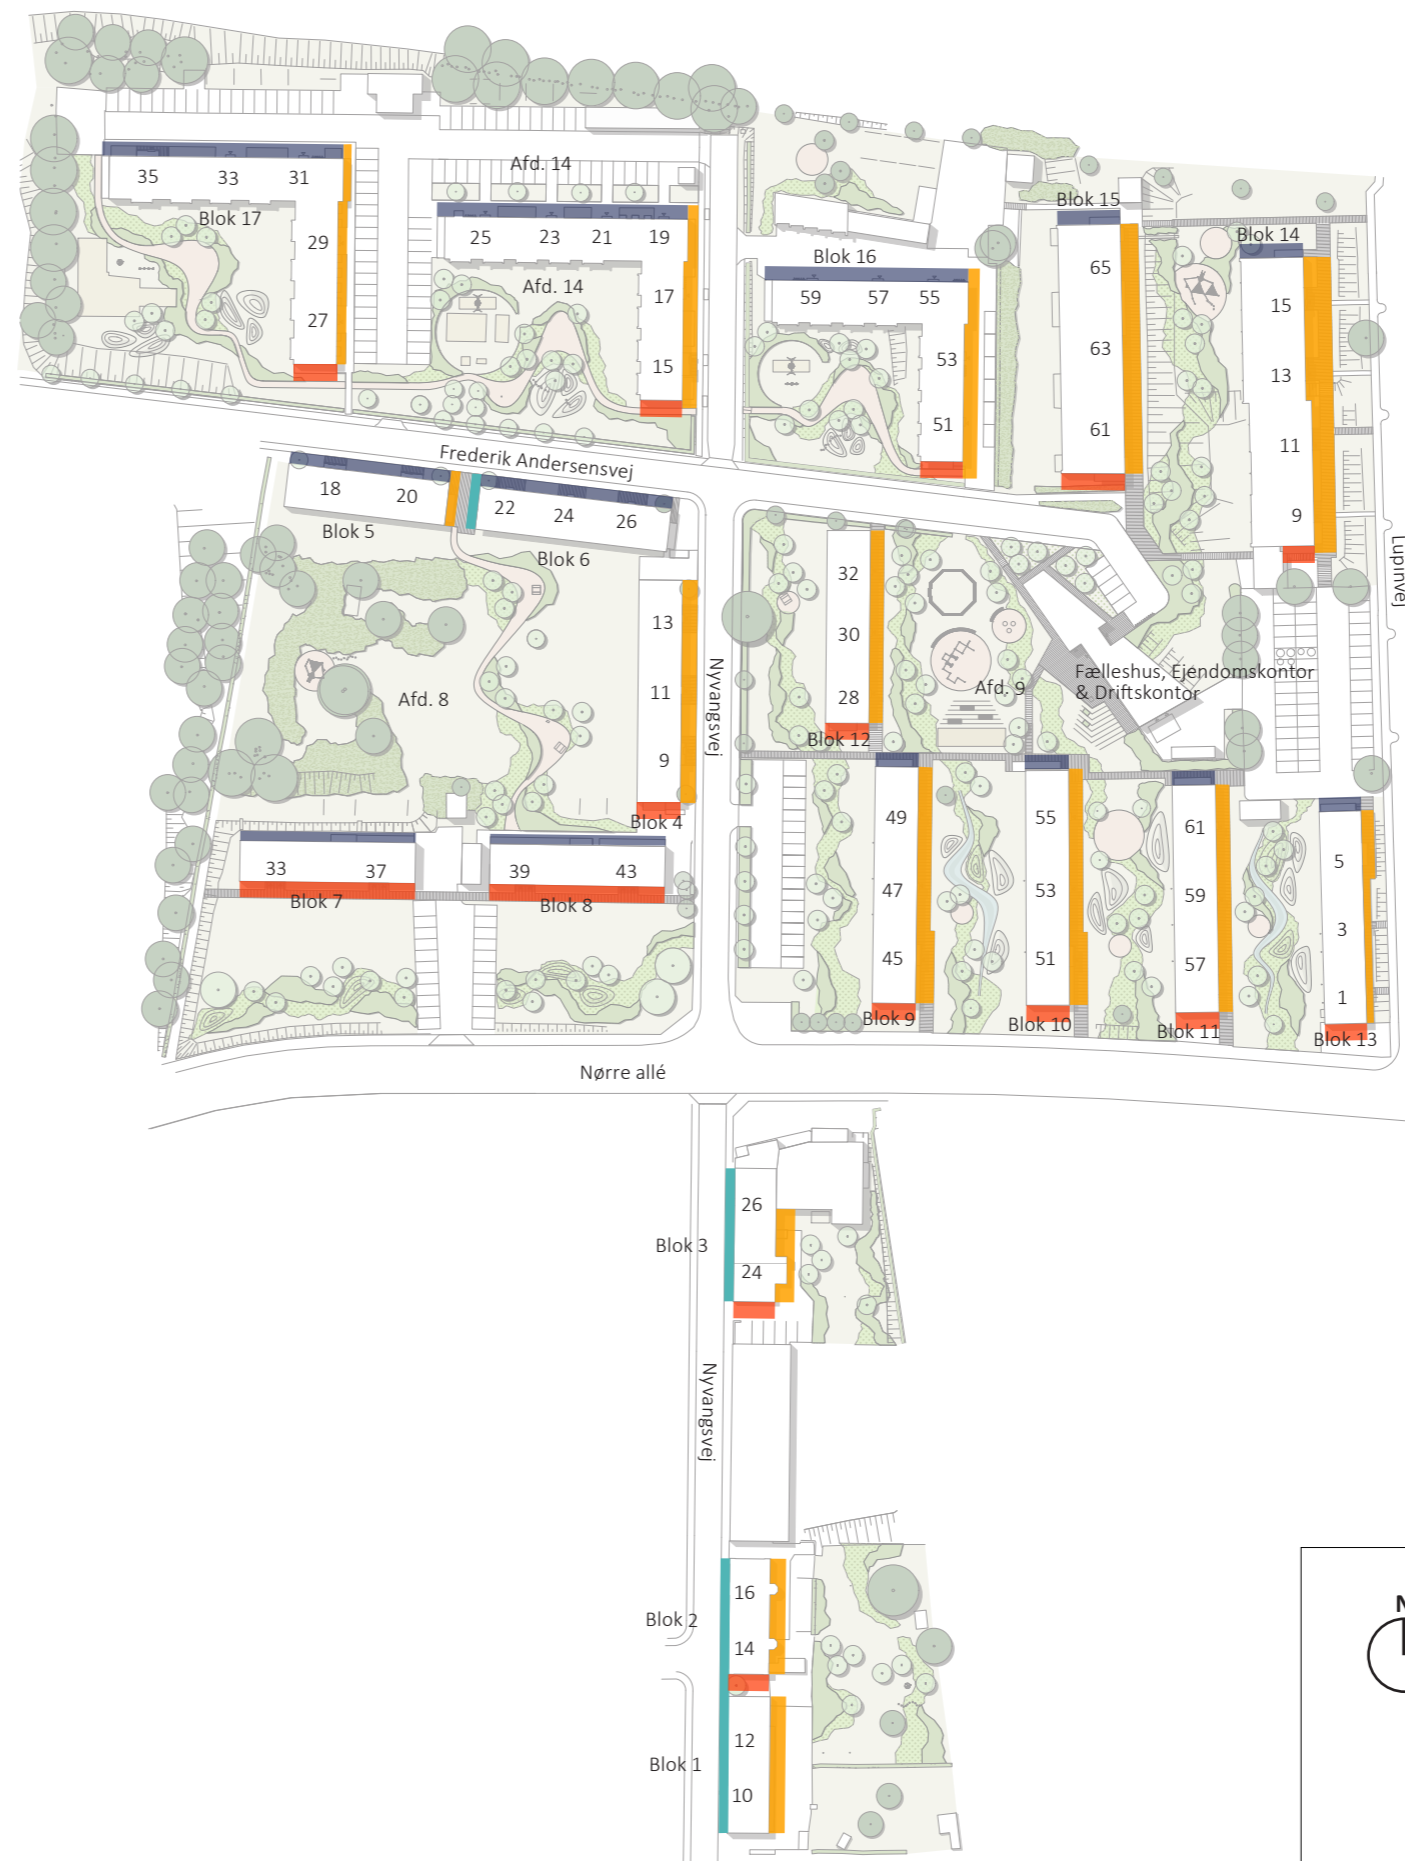 Afd. 14
35 33 31
Blok 17
29
27
25 23 21 19
Afd. 14
17
15
Blok 16
59 57 55
53
51
Blok 15
65
63
61
Blok 14
15
13
11
9
Lupinvej
Frederik Andersensvej
18 20
Blok 5
22 24 26
Blok 6
13
11
9
Blok 4
Afd. 8
Nyvangsvej
32
30
28
Blok 12
Afd. 9
Fælleshus, Ejendomskontor
& Driftskontor
33 37
Blok 7
39 43
Blok 8
49
47
45
Blok 9
55
53
51
Blok 10
61
59
57
Blok 11
5
3
1
Blok 13
Nørre allé
26
Blok 3
24
Nyvangsvej
16
Blok 2
14
12
Blok 1
10
N